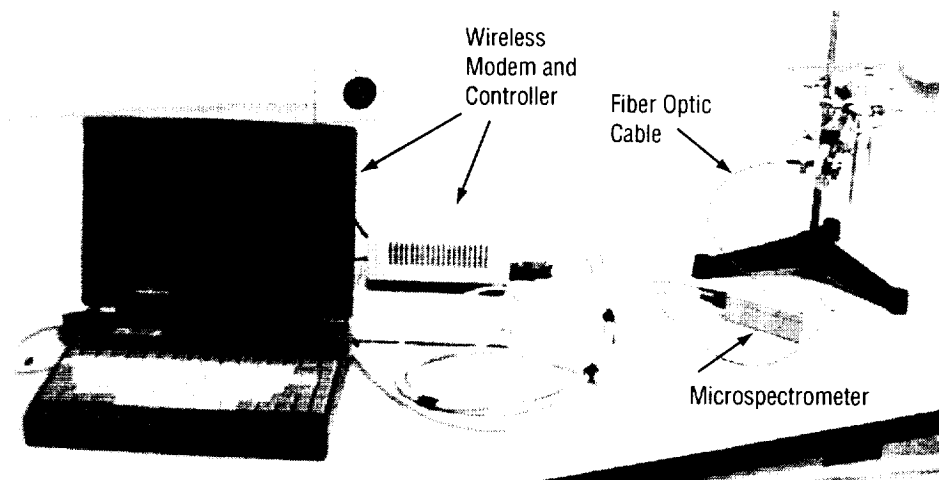 Wireless
Modem and
Controller
Fiber Optic
Cable
Microspectrometer